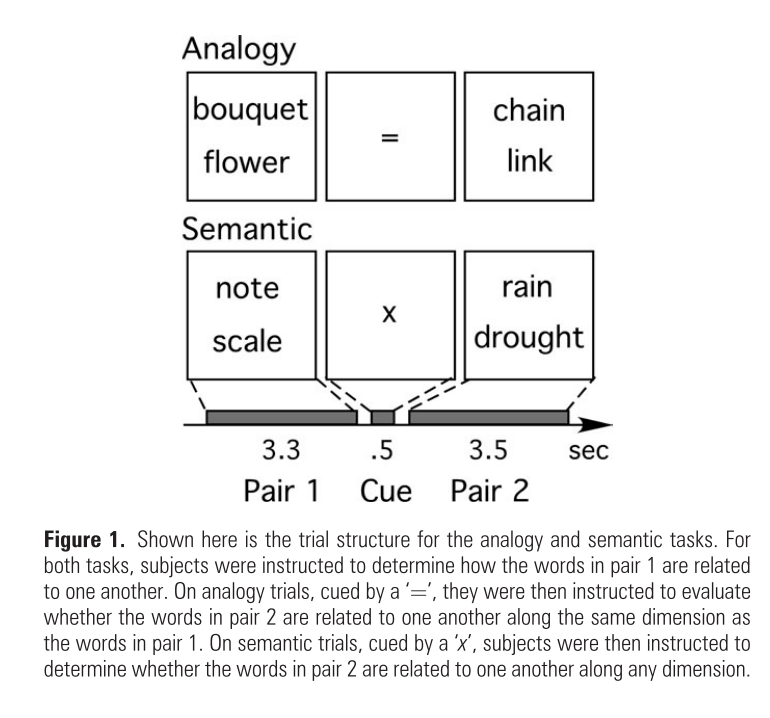 Analogy
bouquet
flower
=
chain
link
Semantic
note
scale
x
rain
drought
3.3 .5 3.5 sec
Pair 1 Cue Pair 2
Figure 1. Shown here is the trial structure for the analogy and semantic tasks. For
both tasks, subjects were instructed to determine how the words in pair 1 are related
to one another. On analogy trials, cued by a ‘=’, they were then instructed to evaluate
whether the words in pair 2 are related to one another along the same dimension as
the words in pair 1. On semantic trials, cued by a ‘x’, subjects were then instructed to
determine whether the words in pair 2 are related to one another along any dimension.